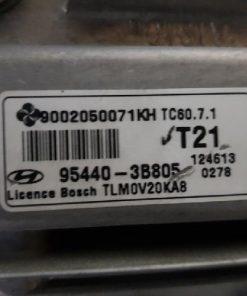 9002050071KH TC60.7.1
T21
124613
95440-3B805 0278
Licence Bosch TLM0V20KA8